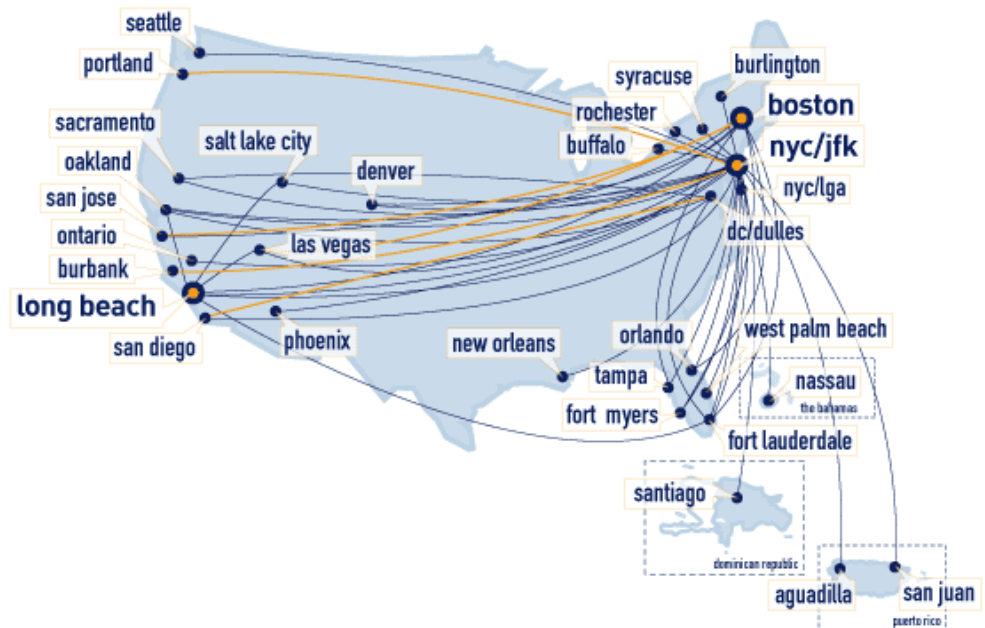 seattle
portland
burlington
syracuse
boston
rochester
sacramento
salt lake city
buffalo
nyc/jfk
oakland
denver
san jose
nyc/lga
ontario
las vegas
dc/dulles
burbank
long beach
san diego
phoenix
new orleans
orlando
west palm beach
tampa
nassau
the bahamas
fort myers
fort lauderdale
santiago
dominican republic
aguadilla
san juan
puerto rico